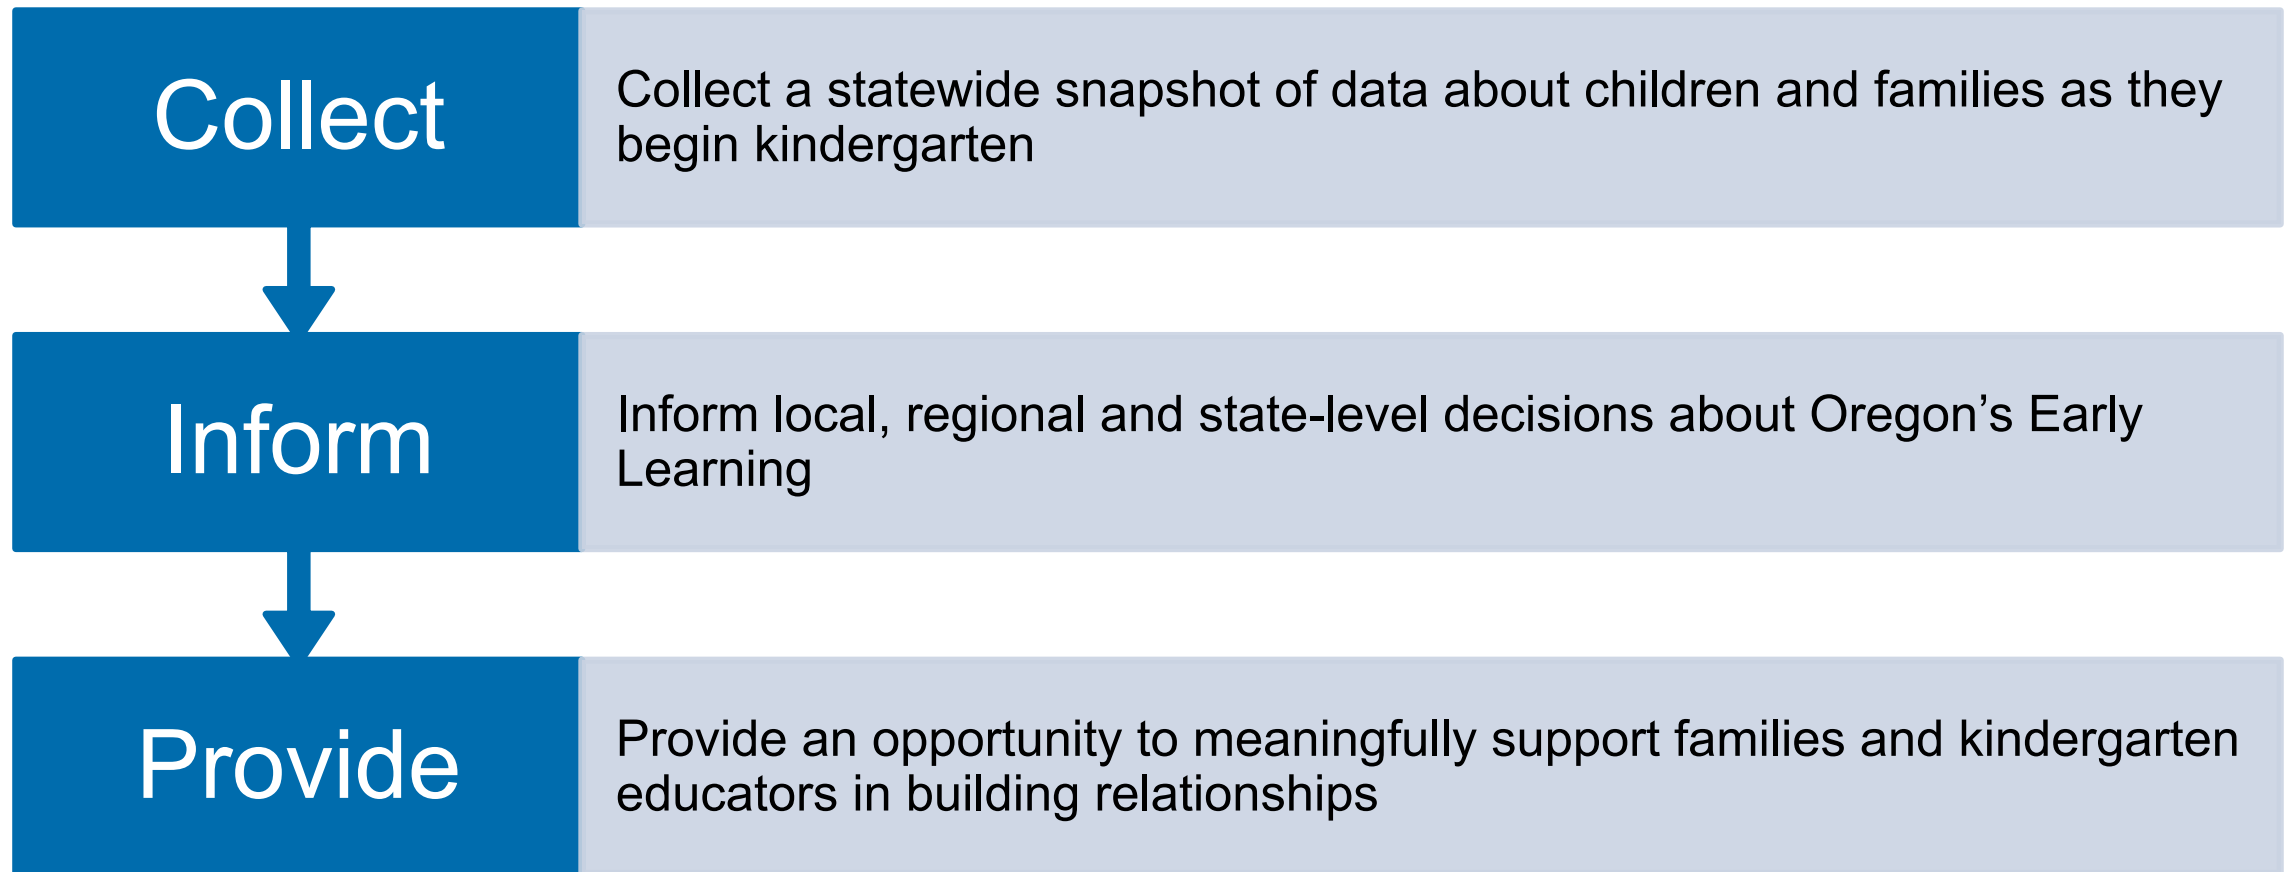 Collect
Collect a statewide snapshot of data about children and families as they
begin kindergarten
Inform
Inform local, regional and state-level decisions about Oregon’s Early
Learning
Provide
Provide an opportunity to meaningfully support families and kindergarten
educators in building relationships